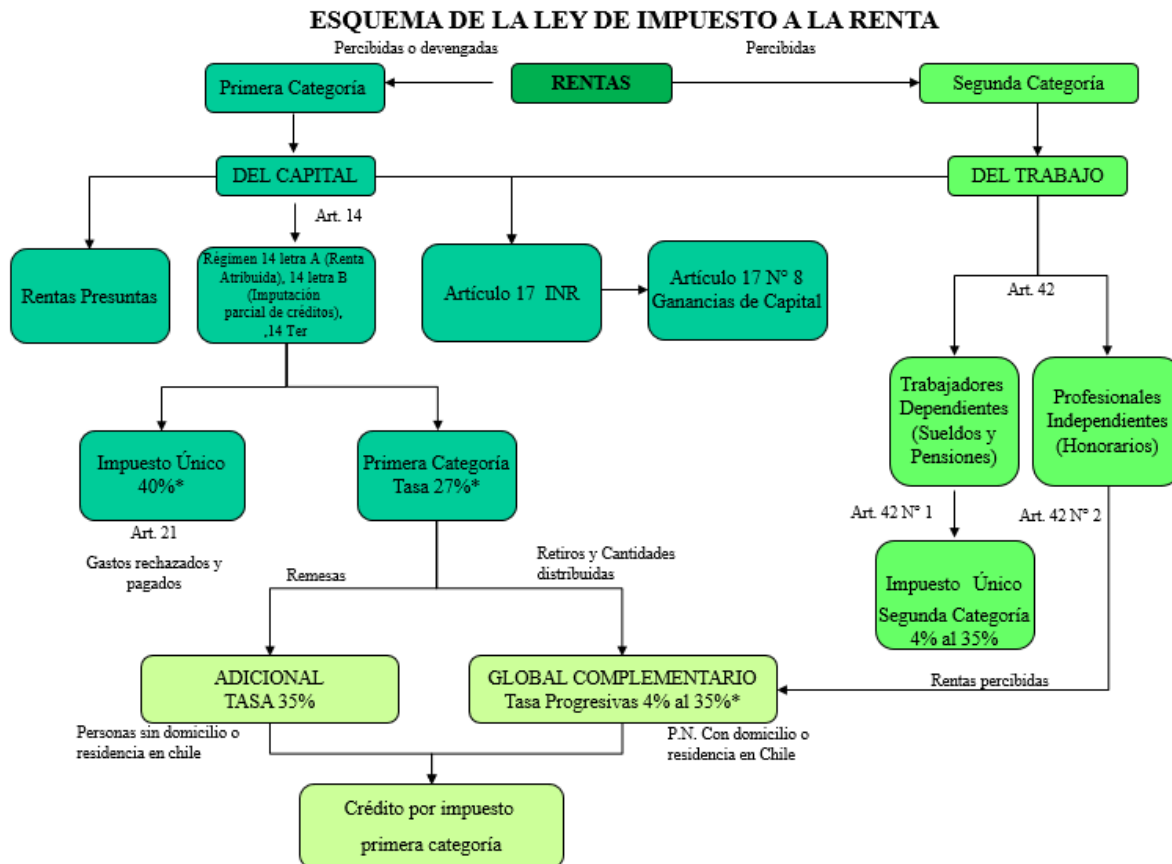 ESQUEMA DE LA LEY DE IMPUESTO A LA RENTA
Percibidas o devengadas
Percibidas
Primera Categoría
RENTAS
Segunda Categoría
DEL CAPITAL
DEL TRABAJO
Art. 14
Rentas Presuntas
Régimen 14 letra A (Renta
Atribuida), 14 letra B
(Imputación
parcial de créditos),
,14 Ter
Artículo 17 INR
Artículo 17 N° 8
Ganancias de Capital
Art. 42
Trabajadores
Dependientes
(Sueldos y
Pensiones)
Profesionales
Independientes
(Honorarios)
Impuesto Único
40%*
Primera Categoría
Tasa 27%*
Art. 21
Gastos rechazados y
pagados
Art. 42 N° 1
Art. 42 N° 2
Remesas
Retiros y Cantidades
distribuidas
Impuesto Único
Segunda Categoría
4% al 35%
ADICIONAL
TASA 35%
GLOBAL COMPLEMENTARIO
Tasa Progresivas 4% al 35%*
Rentas percibidas
Personas sin domicilio o
residencia en chile
P.N. Con domicilio o
residencia en Chile
Crédito por impuesto
primera categoría